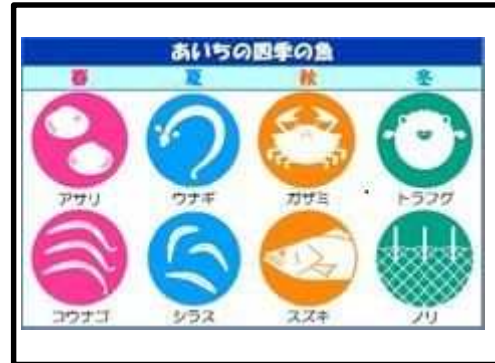 あいちの四季の魚
春 夏 秋 冬
アサリ ウナギ ガザミ トラフグ
コウナゴ シラス スズキ ノリ